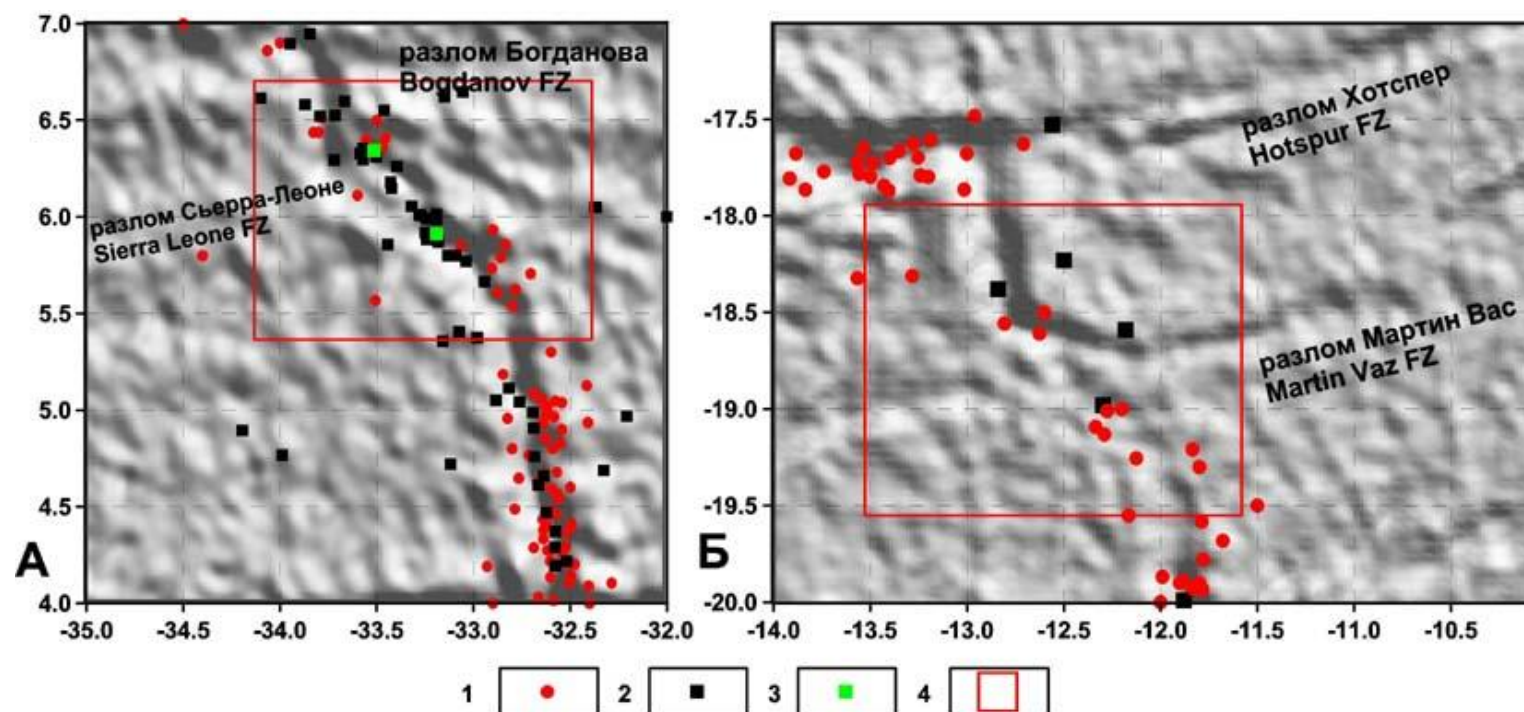 7.0
6.5
6.0
5.5
5.0
4.5
4.0
-35.0 -34.5 -34.0 -33.5 -33.0 -32.5 -32.0
разлом Богданова
Bogdanov FZ
разлом Сьерра-Леоне
Sierra Leone FZ
А
-17.5
-18.0
-18.5
-19.0
-19.5
-20.0
-14.0 -13.5 -13.0 -12.5 -12.0 -11.5 -11.0 -10.5
разлом Хотспер
Hotspur FZ
разлом Мартин Вас
Martin Vaz FZ
Б
1 2 3 4